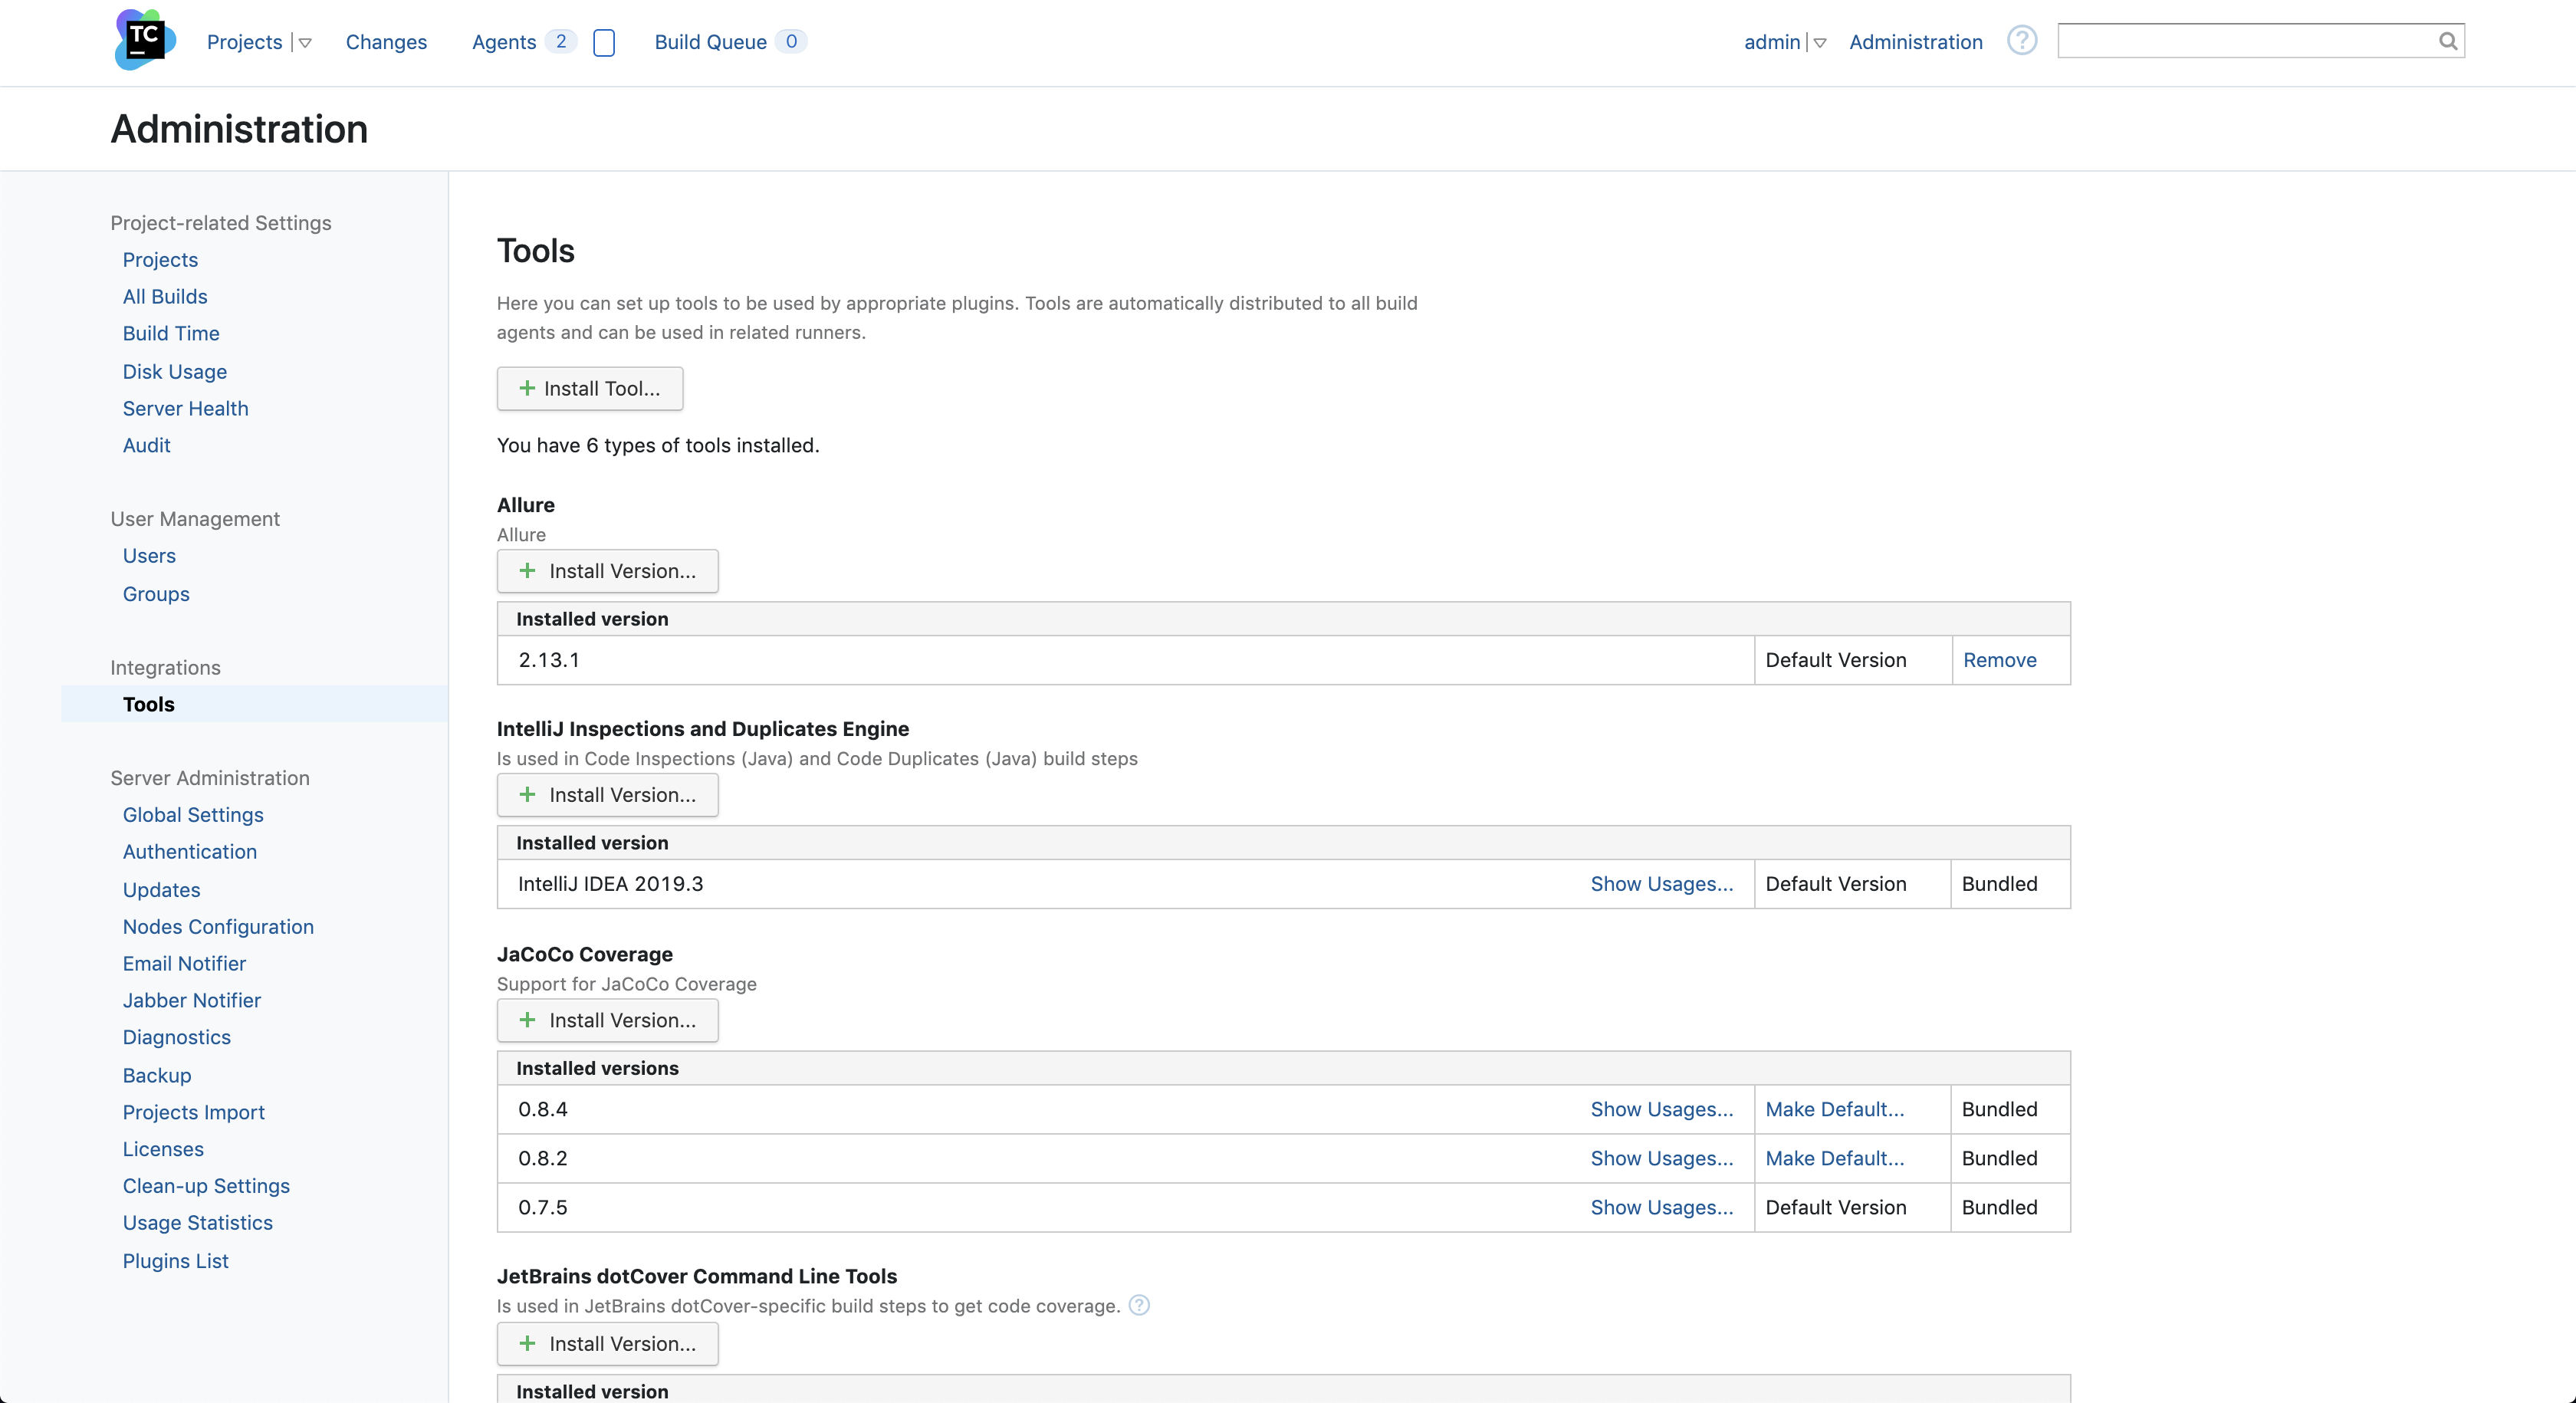 TC
Projects
Changes
Agents 2
Build Queue 0
admin
Administration
?
Administration
Project-related Settings
Projects
All Builds
Build Time
Disk Usage
Server Health
Audit
User Management
Users
Groups
Integrations
Tools
Server Administration
Global Settings
Authentication
Updates
Nodes Configuration
Email Notifier
Jabber Notifier
Diagnostics
Backup
Projects Import
Licenses
Clean-up Settings
Usage Statistics
Plugins List
Tools
Here you can set up tools to be used by appropriate plugins. Tools are automatically distributed to all build
agents and can be used in related runners.
+ Install Tool...
You have 6 types of tools installed.
Allure
Allure
+ Install Version...
Installed version
2.13.1 Default Version Remove
IntelliJ Inspections and Duplicates Engine
Is used in Code Inspections (Java) and Code Duplicates (Java) build steps
+ Install Version...
Installed version
IntelliJ IDEA 2019.3 Show Usages... Default Version Bundled
JaCoCo Coverage
Support for JaCoCo Coverage
+ Install Version...
Installed versions
0.8.4 Show Usages... Make Default... Bundled
0.8.2 Show Usages... Make Default... Bundled
0.7.5 Show Usages... Default Version Bundled
JetBrains dotCover Command Line Tools
Is used in JetBrains dotCover-specific build steps to get code coverage. ?
+ Install Version...
Installed version